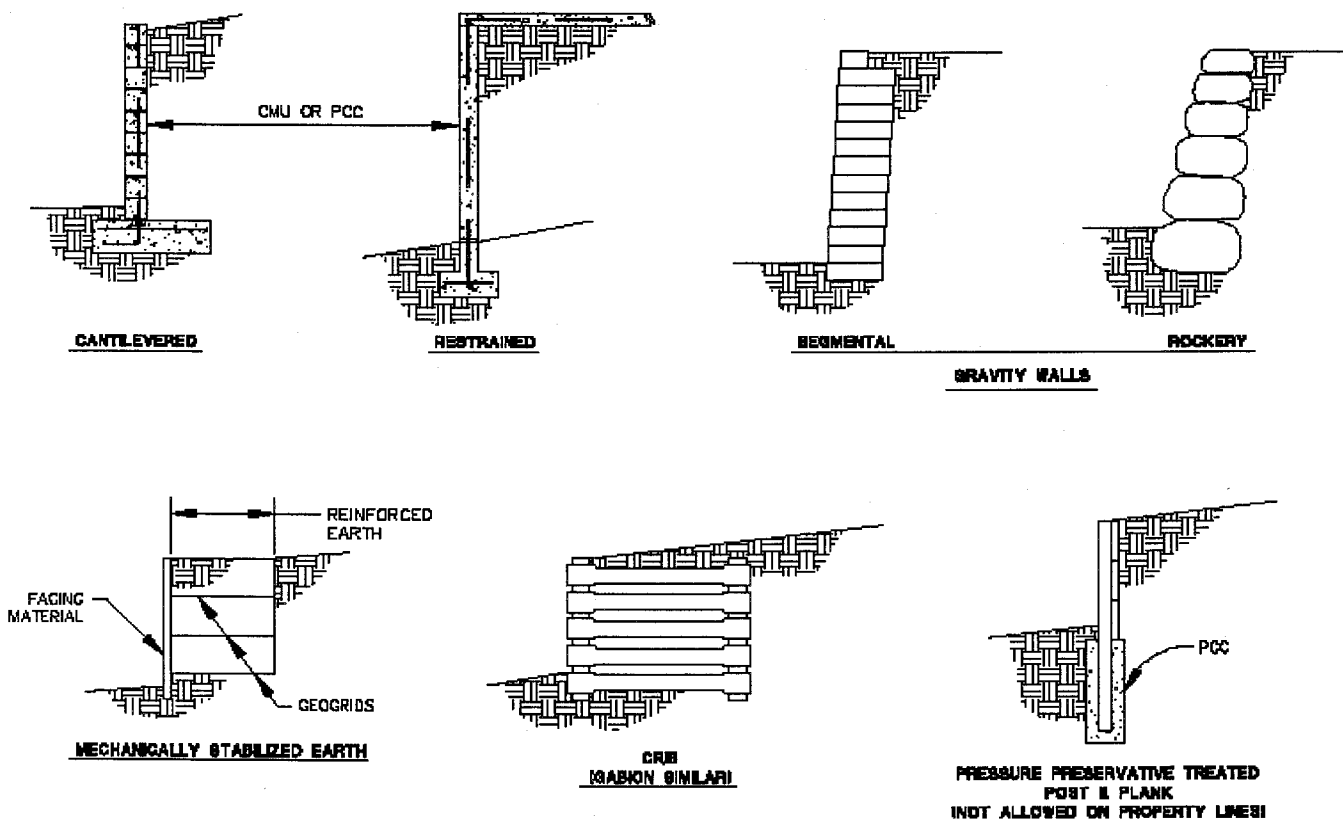 CMU OR PCC
CANTILEVERED
RESTRAINED
SEGMENTAL
ROCKERY
GRAVITY WALLS
REINFORCED
EARTH
FACING
MATERIAL
GEOGRIDS
MECHANICALLY STABILIZED EARTH
CRIB
(GABION SIMILAR)
PCC
PRESSURE PRESERVATIVE TREATED
POST & PLANK
(NOT ALLOWED ON PROPERTY LINES)